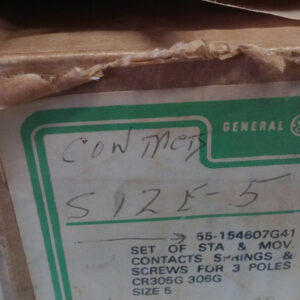 GENERAL
CONTACTS
SIZE-5
55-154607G41
SET OF STA & MOV.
CONTACTS SPRINGS &
SCREWS FOR 3 POLES
CR305G 306G
SIZE 5